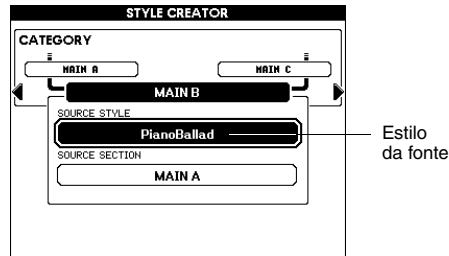 STYLE CREATOR
CATEGORY
MAIN A
MAIN C
MAIN B
SOURCE STYLE
PianoBallad
SOURCE SECTION
MAIN A
Estilo
da fonte